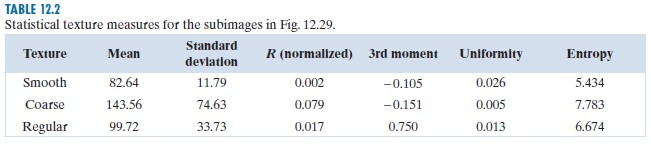 TABLE 12.2
Statistical texture measures for the subimages in Fig. 12.29.
Texture Mean Standard deviation R (normalized) 3rd moment Uniformity Entropy
Smooth 82.64 11.79 0.002 −0.105 0.026 5.434
Coarse 143.56 74.63 0.079 −0.151 0.005 7.783
Regular 99.72 33.73 0.017 0.750 0.013 6.674